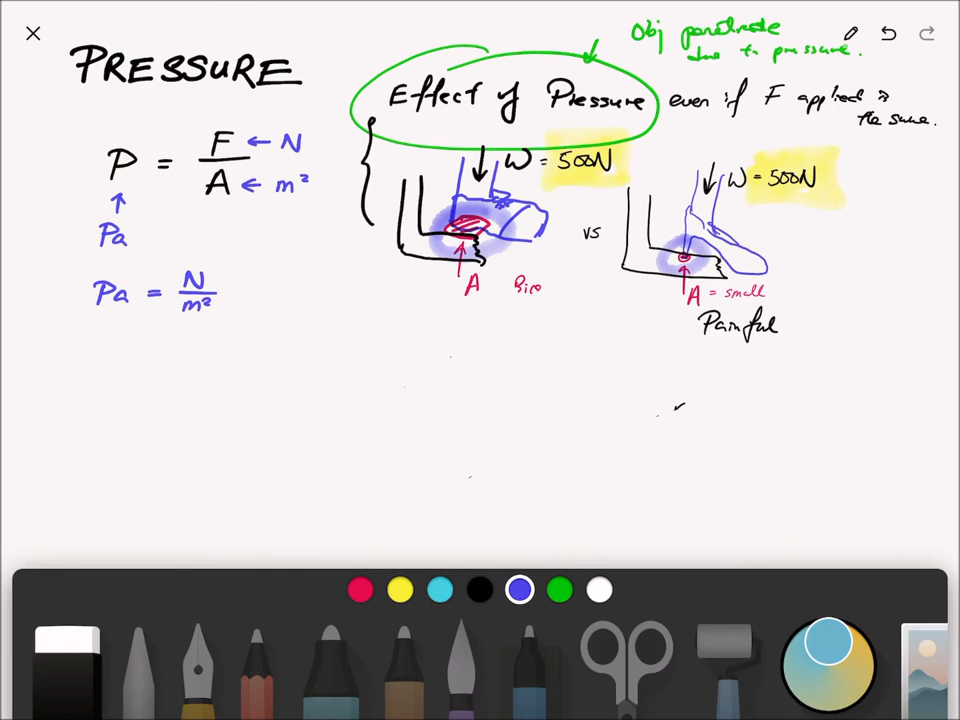 PRESSURE
Obj penetrate
due to pressure.
Effect of Pressure even if F applied is
the same.
P = F ← N
A ← m²
↑
Pa
Pa = N
m²
W = 500N
A
vs
W = 500N
A = small
Painful